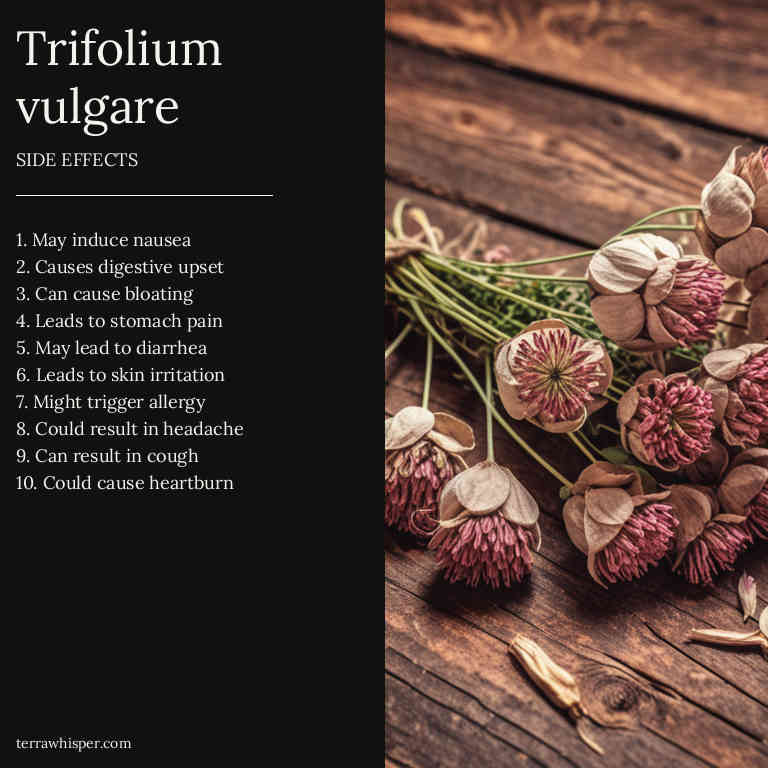 Trifolium
vulgare
SIDE EFFECTS
1. May induce nausea
2. Causes digestive upset
3. Can cause bloating
4. Leads to stomach pain
5. May lead to diarrhea
6. Leads to skin irritation
7. Might trigger allergy
8. Could result in headache
9. Can result in cough
10. Could cause heartburn
terrawhisper.com